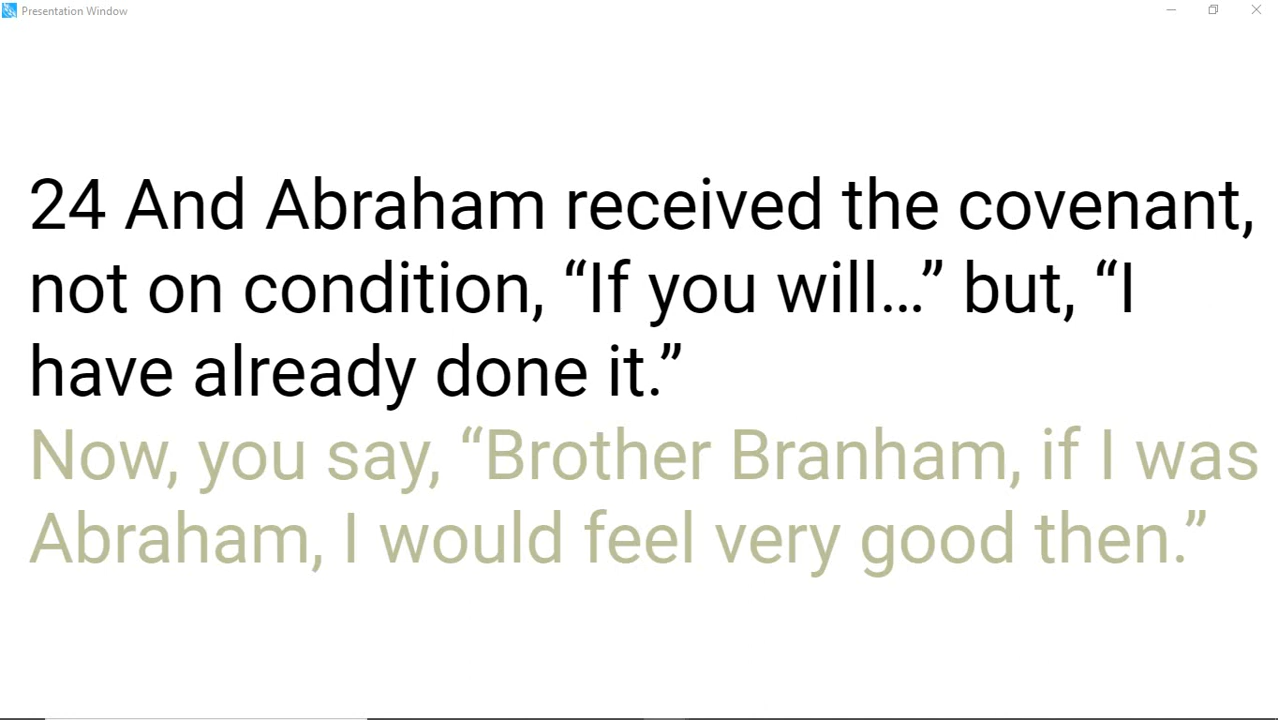 Presentation Window
24 And Abraham received the covenant,
not on condition, “If you will…” but, “I
have already done it.”
Now, you say, “Brother Branham, if I was
Abraham, I would feel very good then.”